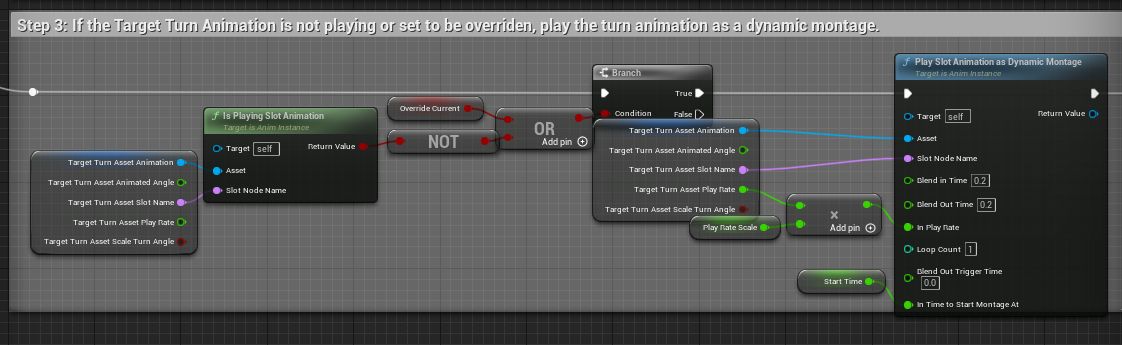 Step 3: If the Target Turn Animation is not playing or set to be overriden, play the turn animation as a dynamic montage.
Target Turn Asset Animation
Target Turn Asset Animated Angle
Target Turn Asset Slot Name
Target Turn Asset Play Rate
Target Turn Asset Scale Turn Angle
Is Playing Slot Animation
Target is Anim Instance
Target self
Return Value
Asset
Slot Node Name
Override Current
NOT
OR
Add pin
Branch
True
Condition
False
Target Turn Asset Animation
Target Turn Asset Animated Angle
Target Turn Asset Slot Name
Target Turn Asset Play Rate
Target Turn Asset Scale Turn Angle
Play Rate Scale
x
Add pin
Start Time
Play Slot Animation as Dynamic Montage
Target is Anim Instance
Target self
Return Value
Asset
Slot Node Name
Blend in Time 0.2
Blend Out Time 0.2
In Play Rate
Loop Count 1
Blend Out Trigger Time
0.0
In Time to Start Montage At